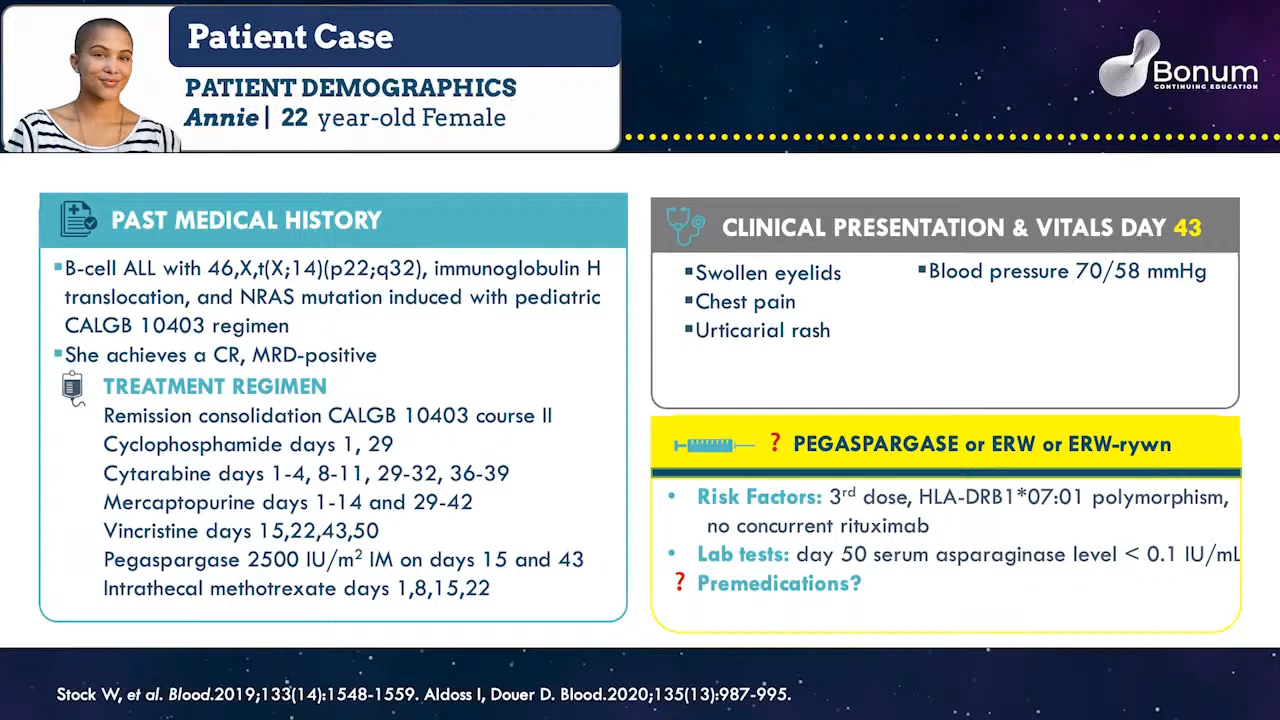 Patient Case
PATIENT DEMOGRAPHICS
Annie | 22 year-old Female
Bonum
CONTINUING EDUCATION
PAST MEDICAL HISTORY
▪B-cell ALL with 46,X,t(X;14)(p22;q32), immunoglobulin H
translocation, and NRAS mutation induced with pediatric
CALGB 10403 regimen
▪She achieves a CR, MRD-positive
TREATMENT REGIMEN
Remission consolidation CALGB 10403 course II
Cyclophosphamide days 1, 29
Cytarabine days 1-4, 8-11, 29-32, 36-39
Mercaptopurine days 1-14 and 29-42
Vincristine days 15,22,43,50
Pegaspargase 2500 IU/m² IM on days 15 and 43
Intrathecal methotrexate days 1,8,15,22
CLINICAL PRESENTATION & VITALS DAY 43
▪Swollen eyelids
▪Chest pain
▪Urticarial rash
▪Blood pressure 70/58 mmHg
? PEGASPARGASE or ERW or ERW-rywn
• Risk Factors: 3rd dose, HLA-DRB1*07:01 polymorphism,
no concurrent rituximab
• Lab tests: day 50 serum asparaginase level < 0.1 IU/mL
? Premedications?
Stock W, et al. Blood.2019;133(14):1548-1559. Aldoss I, Douer D. Blood.2020;135(13):987-995.